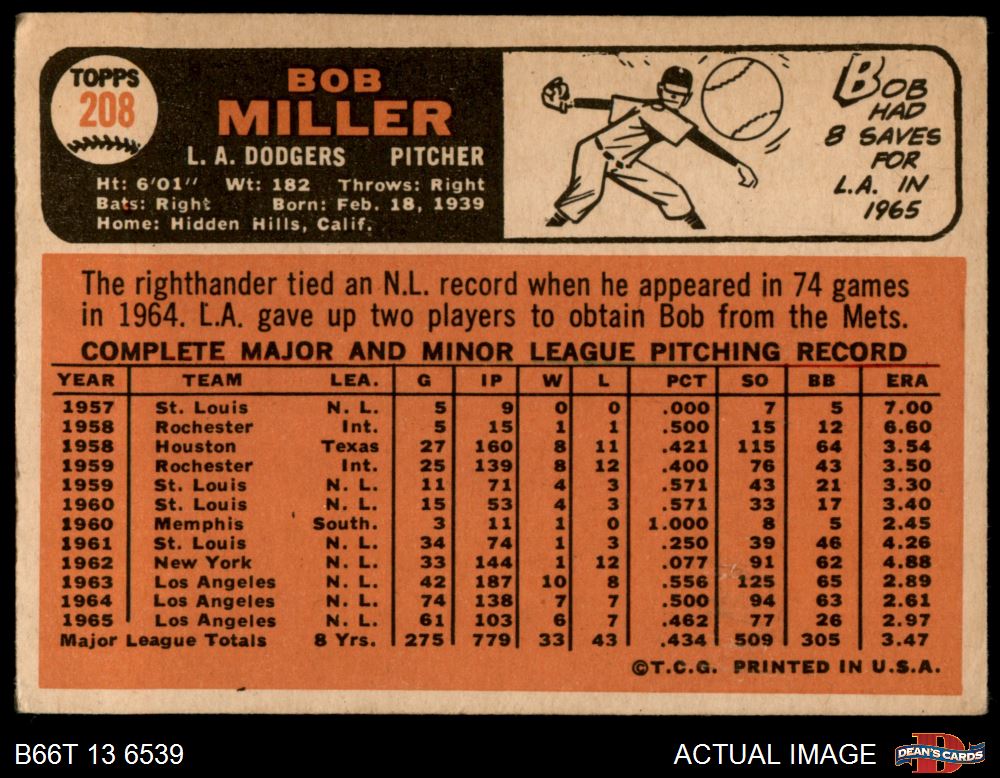 TOPPS
208
BOB
MILLER
L. A. DODGERS PITCHER
Ht: 6'01" Wt: 182 Throws: Right
Bats: Right Born: Feb. 18, 1939
Home: Hidden Hills, Calif.
BOB
HAD
8 SAVES
FOR
L.A. IN
1965
The righthander tied an N.L. record when he appeared in 74 games
in 1964. L.A. gave up two players to obtain Bob from the Mets.
COMPLETE MAJOR AND MINOR LEAGUE PITCHING RECORD
YEAR TEAM LEA. G IP W L PCT SO BB ERA
1957 St. Louis N. L. 5 9 0 0 .000 7 5 7.00
1958 Rochester Int. 5 15 1 1 .500 15 12 6.60
1958 Houston Texas 27 160 8 11 .421 115 64 3.54
1959 Rochester Int. 25 139 8 12 .400 76 43 3.50
1959 St. Louis N. L. 11 71 4 3 .571 43 21 3.30
1960 St. Louis N. L. 15 53 4 3 .571 33 17 3.40
1960 Memphis South. 3 11 1 0 1.000 8 5 2.45
1961 St. Louis N. L. 34 74 1 3 .250 39 46 4.26
1962 New York N. L. 33 144 1 12 .077 91 62 4.88
1963 Los Angeles N. L. 42 187 10 8 .556 125 65 2.89
1964 Los Angeles N. L. 74 138 7 7 .500 94 63 2.61
1965 Los Angeles N. L. 61 103 6 7 .462 77 26 2.97
Major League Totals 8 Yrs. 275 779 33 43 .434 509 305 3.47
©T.C.G. PRINTED IN U.S.A.
B66T 13 6539 ACTUAL IMAGE DEAN'S CARDS